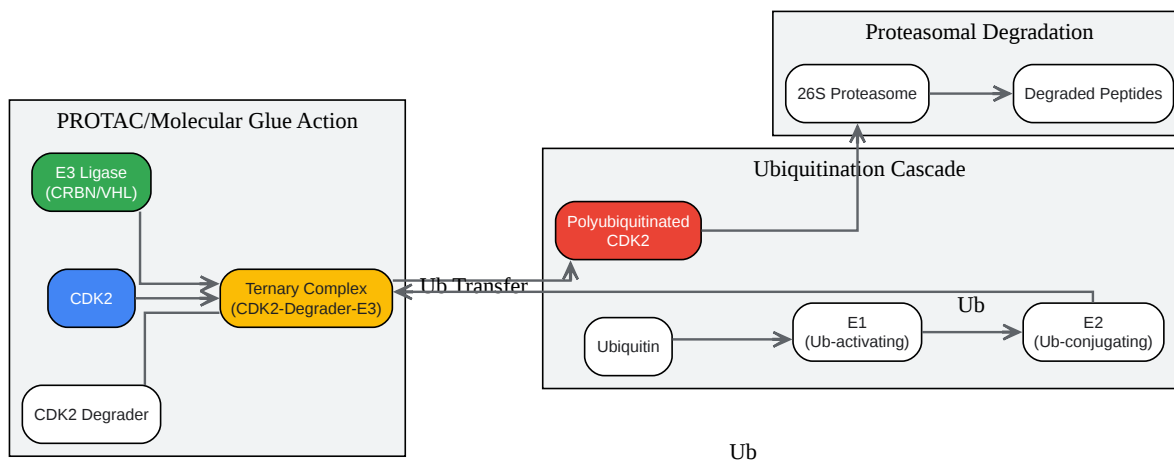 Proteasomal Degradation
26S Proteasome
Degraded Peptides
PROTAC/Molecular Glue Action
E3 Ligase
(CRBN/VHL)
CDK2
Ternary Complex
(CDK2-Degrader-E3)
CDK2 Degrader
Ubiquitination Cascade
Polyubiquitinated
CDK2
Ub Transfer
Ubiquitin
E1
(Ub-activating)
Ub
E2
(Ub-conjugating)
Ub